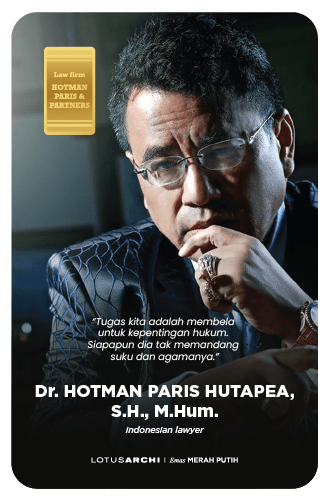 Law firm
HOTMAN
PARIS &
PARTNERS
“Tugas kita adalah membela
untuk kepentingan hukum.
Siapapun dia tak memandang
suku dan agamanya.”
Dr. HOTMAN PARIS HUTAPEA,
S.H., M.Hum.
Indonesian lawyer
LOTUSARCHI | Emas MERAH PUTIH